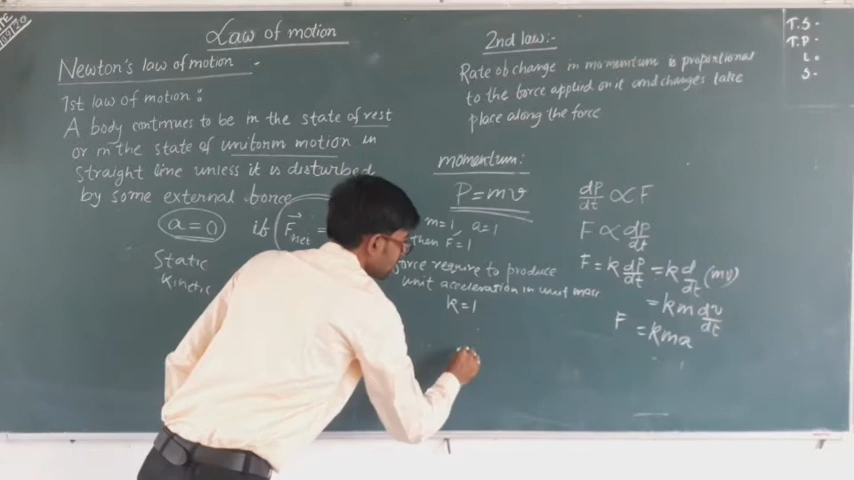 Law of motion
Newton's law of motion -
1st law of motion:
A body continues to be in the state of rest
or in the state of uniform motion in
straight line unless it is disturbed
by some external force
a = 0 if F⃗net =
Static
Kinetic
2nd law:-
Rate of change in momentum is proportional
to the force applied on it and changes take
place along the force
momentum:
P = mv
m=1, a=1
then F=1
force require to produce
unit acceleration in unit mass
k=1
dP/dt ∝ F
F ∝ dP/dt
F = k dP/dt = k d/dt (mv)
= km dv/dt
F = kma
T.S -
T.P -
L -
S -